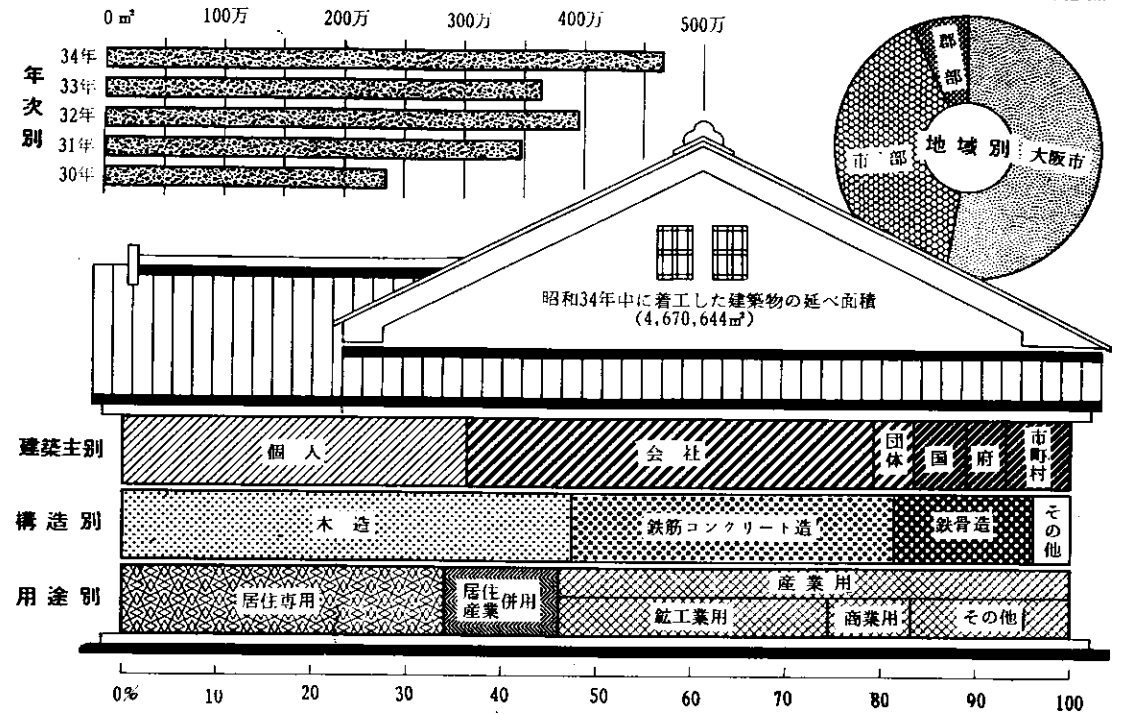 0 ㎡ 100万 200万 300万 400万 500万
年次別
34年
33年
32年
31年
30年
郡部
市部
地域別
大阪市
昭和34年中に着工した建築物の延べ面積
(4,670,644㎡)
建築主別 個人 会社 団体 国 府 市町村
構造別 木造 鉄筋コンクリート造 鉄骨造 その他
用途別 居住専用 居住産業併用 産業用
鉱工業用 商業用 その他
0% 10 20 30 40 50 60 70 80 90 100